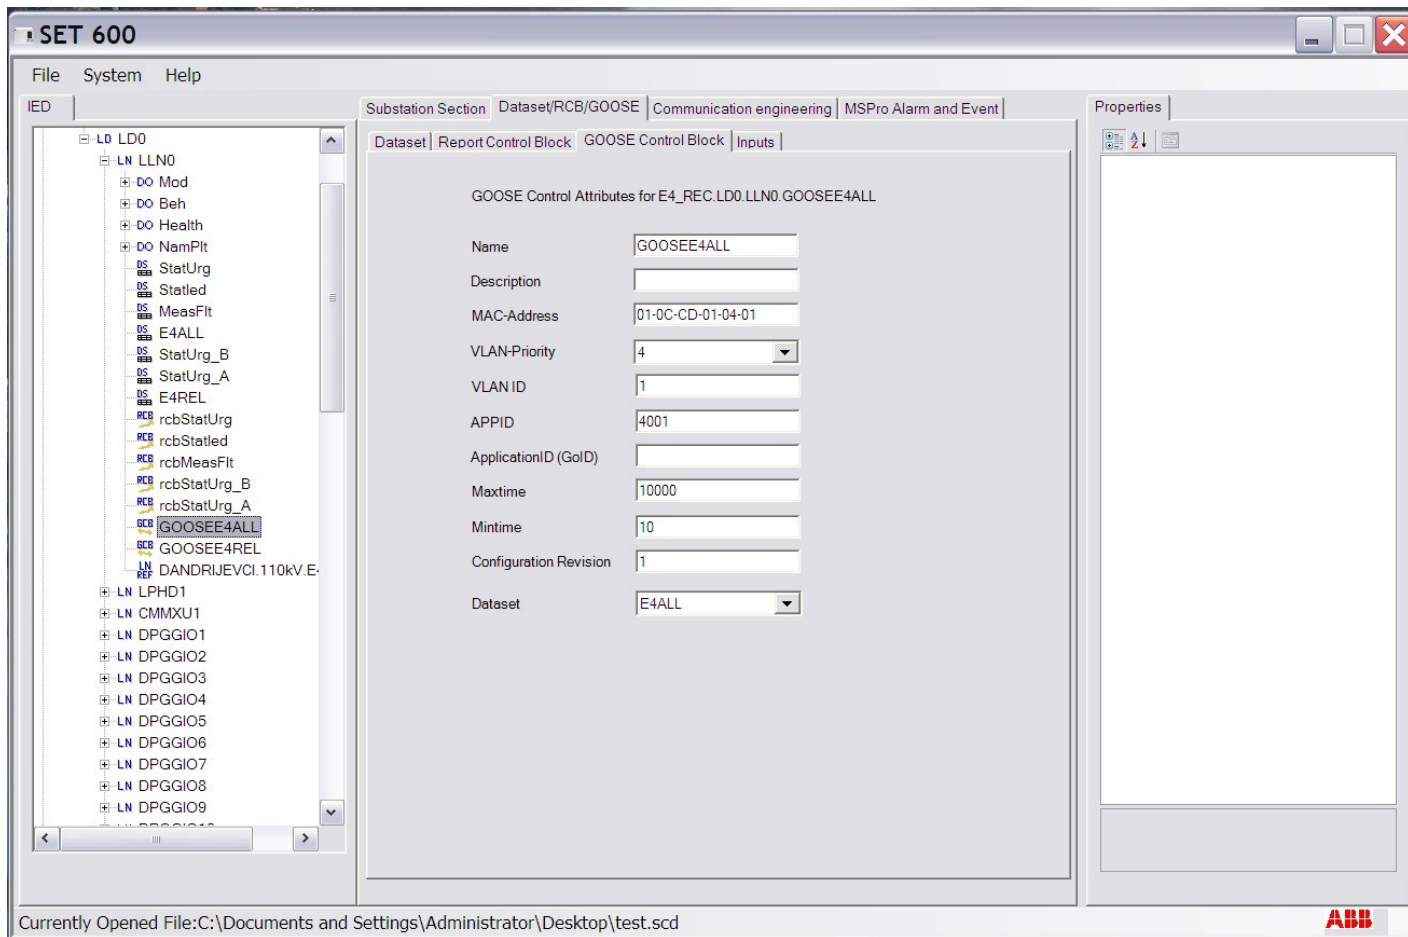 SET 600
File System Help
IED
LD LD0
LN LLN0
DO Mod
DO Beh
DO Health
DO NamPlt
DS StatUrg
DS Statled
DS MeasFlt
DS E4ALL
DS StatUrg_B
DS StatUrg_A
DS E4REL
RCB rcbStatUrg
RCB rcbStatled
RCB rcbMeasFlt
RCB rcbStatUrg_B
RCB rcbStatUrg_A
GCB GOOSEE4ALL
GCB GOOSEE4REL
LN REF DANDRIJEVCI.110kV.E
LN LPHD1
LN CMMXU1
LN DPGGIO1
LN DPGGIO2
LN DPGGIO3
LN DPGGIO4
LN DPGGIO5
LN DPGGIO6
LN DPGGIO7
LN DPGGIO8
LN DPGGIO9
Substation Section Dataset/RCB/GOOSE Communication engineering MSPro Alarm and Event
Dataset Report Control Block GOOSE Control Block Inputs
GOOSE Control Attributes for E4_REC.LD0.LLN0.GOOSEE4ALL
Name GOOSEE4ALL
Description
MAC-Address 01-0C-CD-01-04-01
VLAN-Priority 4
VLAN ID 1
APPID 4001
ApplicationID (GoID)
Maxtime 10000
Mintime 10
Configuration Revision 1
Dataset E4ALL
Properties
Currently Opened File:C:\Documents and Settings\Administrator\Desktop\test.scd
ABB